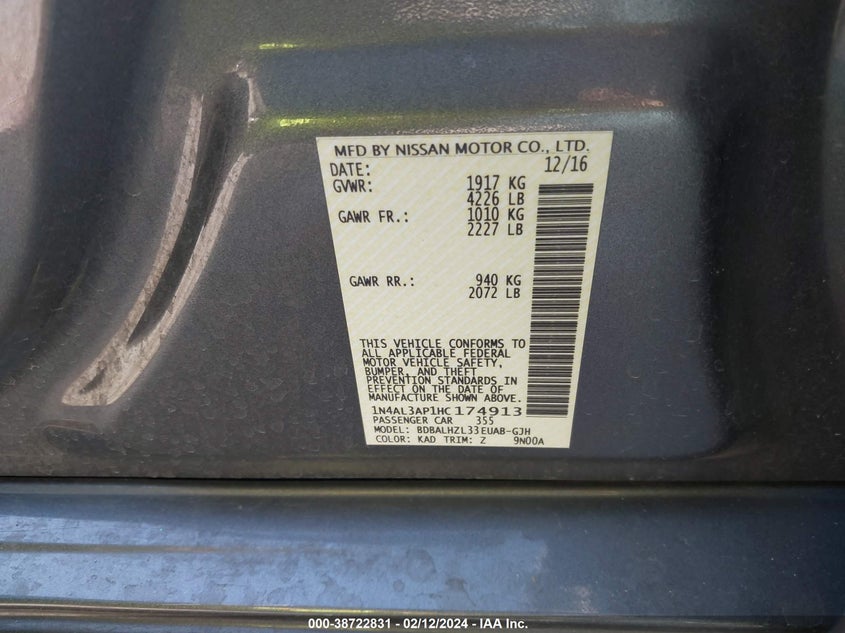 MFD BY NISSAN MOTOR CO., LTD.
DATE: 12/16
GVWR: 1917 KG
4226 LB
GAWR FR.: 1010 KG
2227 LB
GAWR RR.: 940 KG
2072 LB
THIS VEHICLE CONFORMS TO
ALL APPLICABLE FEDERAL
MOTOR VEHICLE SAFETY,
BUMPER, AND THEFT
PREVENTION STANDARDS IN
EFFECT ON THE DATE OF
MANUFACTURE SHOWN ABOVE.
1N4AL3AP1HC174913
PASSENGER CAR 355
MODEL: BDBALHZL33EUAB-GJH
COLOR: KAD TRIM: Z 9N00A
000-38722831 - 02/12/2024 - IAA Inc.